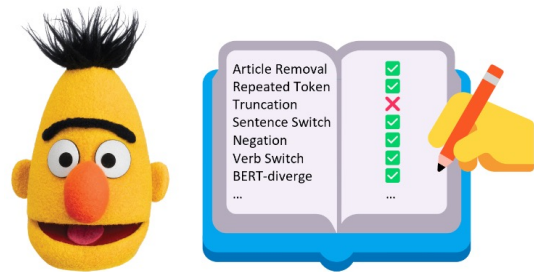 Article Removal
Repeated Token
Truncation
Sentence Switch
Negation
Verb Switch
BERT-diverge
... ...